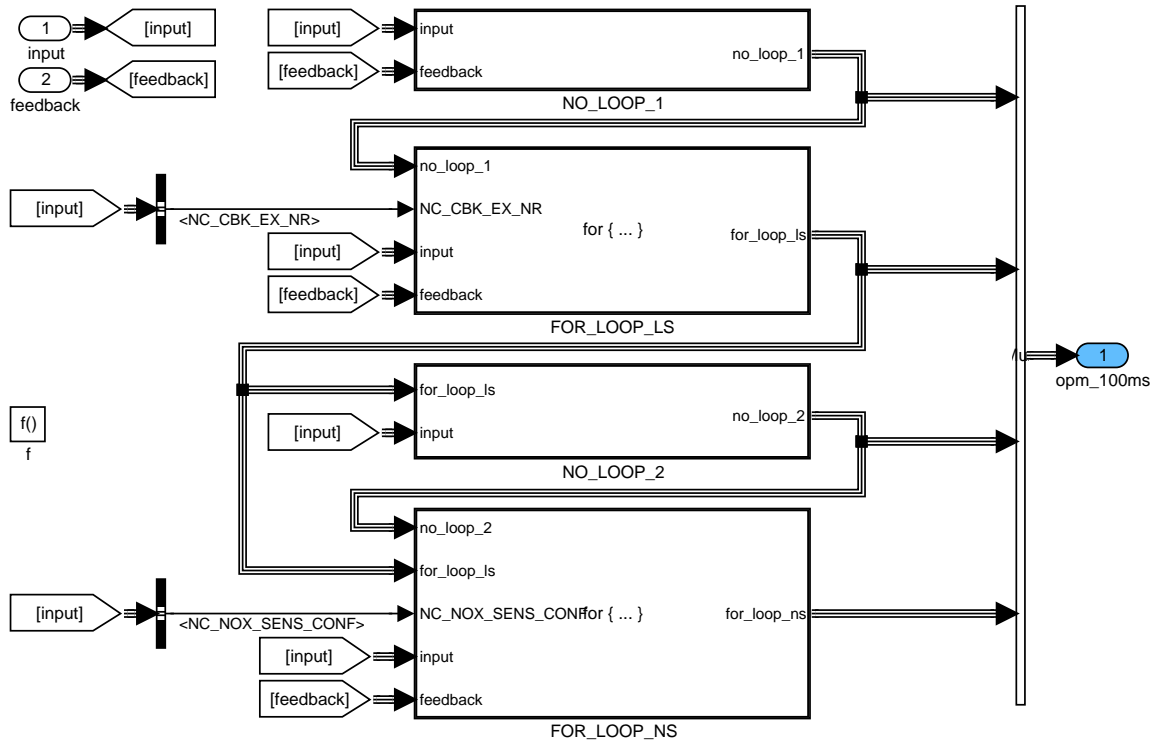 1
[input]
input
2
[feedback]
feedback
[input]
input
[feedback]
feedback
no_loop_1
NO_LOOP_1
no_loop_1
[input]
<NC_CBK_EX_NR>
NC_CBK_EX_NR
for { ... }
for_loop_ls
[input]
input
[feedback]
feedback
FOR_LOOP_LS
for_loop_ls
[input]
input
no_loop_2
NO_LOOP_2
1
opm_100ms
f()
f
no_loop_2
for_loop_ls
[input]
<NC_NOX_SENS_CONF>
NC_NOX_SENS_CONF
for { ... }
for_loop_ns
[input]
input
[feedback]
feedback
FOR_LOOP_NS